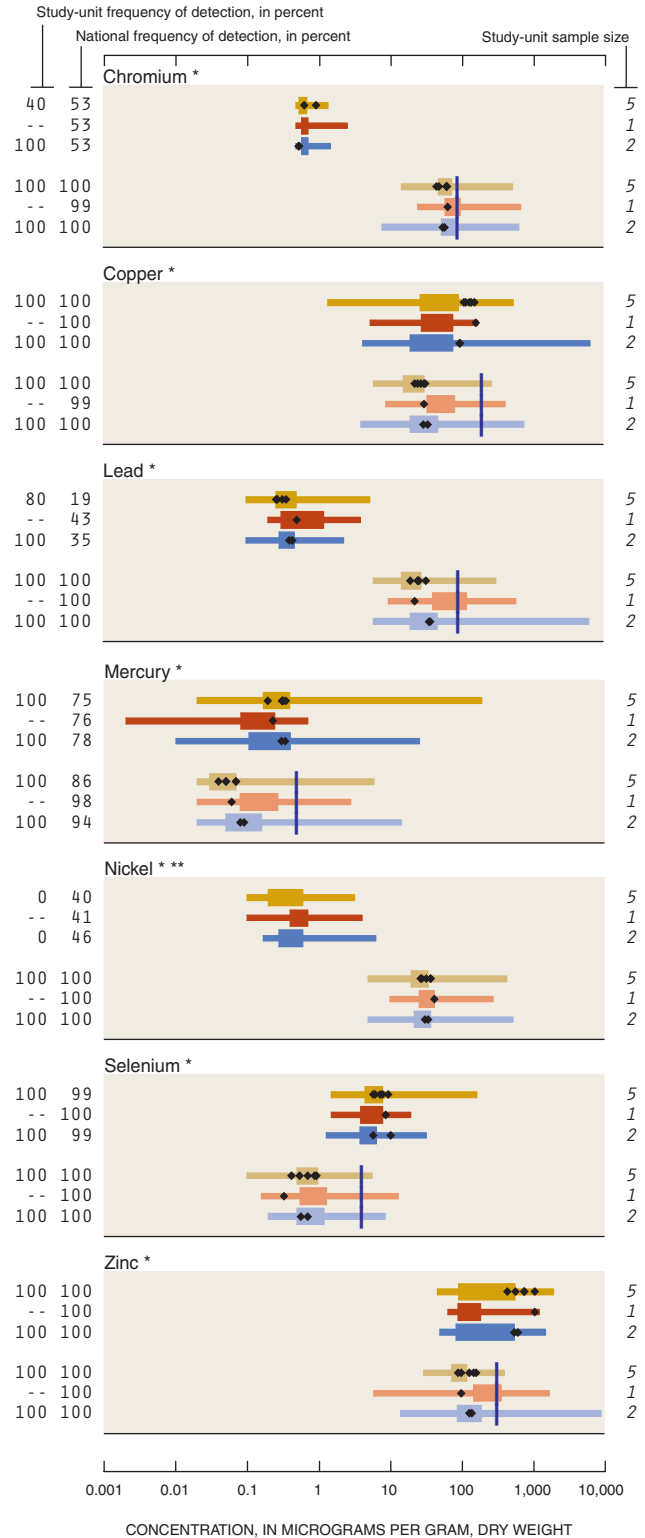 Study-unit frequency of detection, in percent
National frequency of detection, in percent
Study-unit sample size
Chromium *
40 53 5
-- 53 1
100 53 2
100 100 5
-- 99 1
100 100 2
Copper *
100 100 5
-- 100 1
100 100 2
100 100 5
-- 99 1
100 100 2
Lead *
80 19 5
-- 43 1
100 35 2
100 100 5
-- 100 1
100 100 2
Mercury *
100 75 5
-- 76 1
100 78 2
100 86 5
-- 98 1
100 94 2
Nickel * **
0 40 5
-- 41 1
0 46 2
100 100 5
-- 100 1
100 100 2
Selenium *
100 99 5
-- 100 1
100 99 2
100 100 5
-- 100 1
100 100 2
Zinc *
100 100 5
-- 100 1
100 100 2
100 100 5
-- 100 1
100 100 2
0.001 0.01 0.1 1 10 100 1,000 10,000
CONCENTRATION, IN MICROGRAMS PER GRAM, DRY WEIGHT